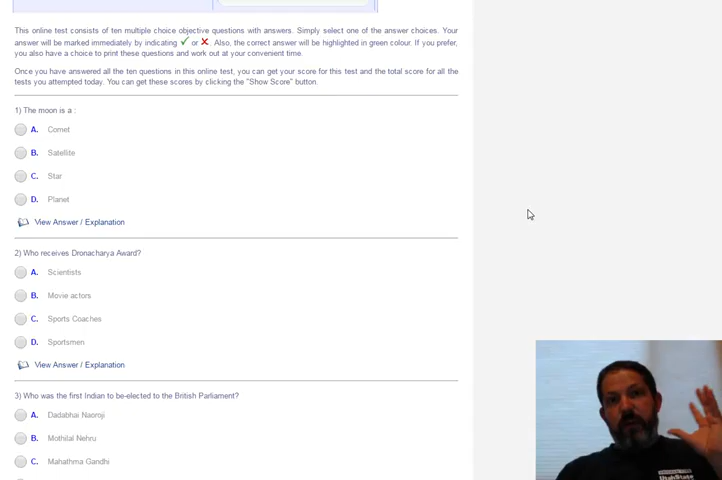 This online test consists of ten multiple choice objective questions with answers. Simply select one of the answer choices. Your
answer will be marked immediately by indicating or . Also, the correct answer will be highlighted in green colour. If you prefer,
you also have a choice to print these questions and work out at your convenient time.
Once you have answered all the ten questions in this online test, you can get your score for this test and the total score for all the
tests you attempted today. You can get these scores by clicking the "Show Score" button.
1) The moon is a :
A. Comet
B. Satellite
C. Star
D. Planet
View Answer / Explanation
2) Who receives Dronacharya Award?
A. Scientists
B. Movie actors
C. Sports Coaches
D. Sportsmen
View Answer / Explanation
3) Who was the first Indian to be-elected to the British Parliament?
A. Dadabhai Naoroji
B. Mothilal Nehru
C. Mahathma Gandhi
UtahState